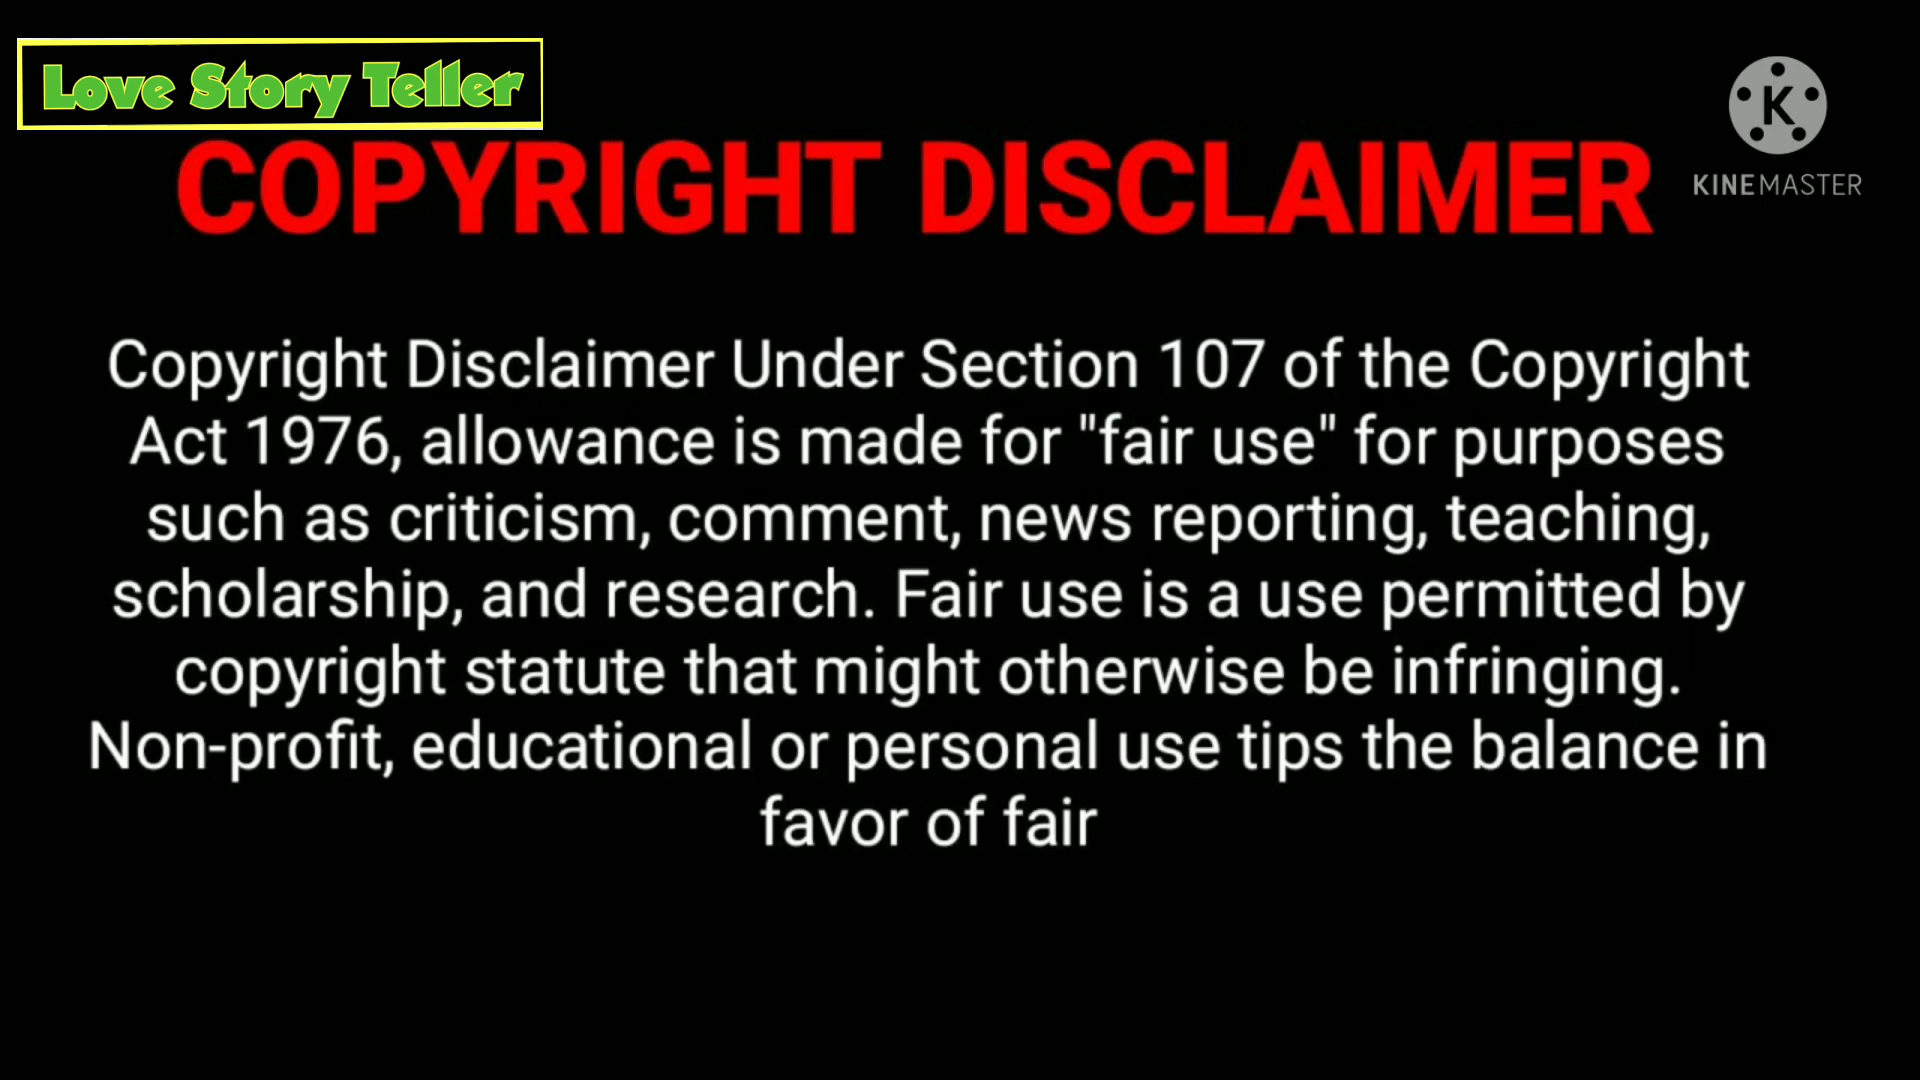 Love Story Teller
K
KINEMASTER
COPYRIGHT DISCLAIMER
Copyright Disclaimer Under Section 107 of the Copyright
Act 1976, allowance is made for "fair use" for purposes
such as criticism, comment, news reporting, teaching,
scholarship, and research. Fair use is a use permitted by
copyright statute that might otherwise be infringing.
Non-profit, educational or personal use tips the balance in
favor of fair